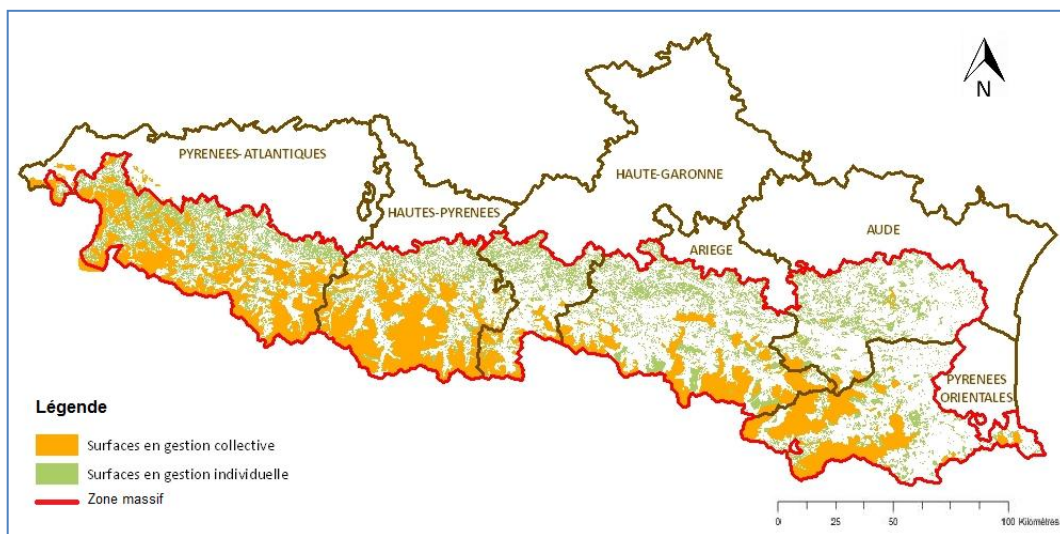 N
PYRENEES-ATLANTIQUES
HAUTE-GARONNE
HAUTES-PYRENEES
AUDE
ARIEGE
PYRENEES
ORIENTALES
Légende
Surfaces en gestion collective
Surfaces en gestion individuelle
Zone massif
0 25 50 100 Kilomètres